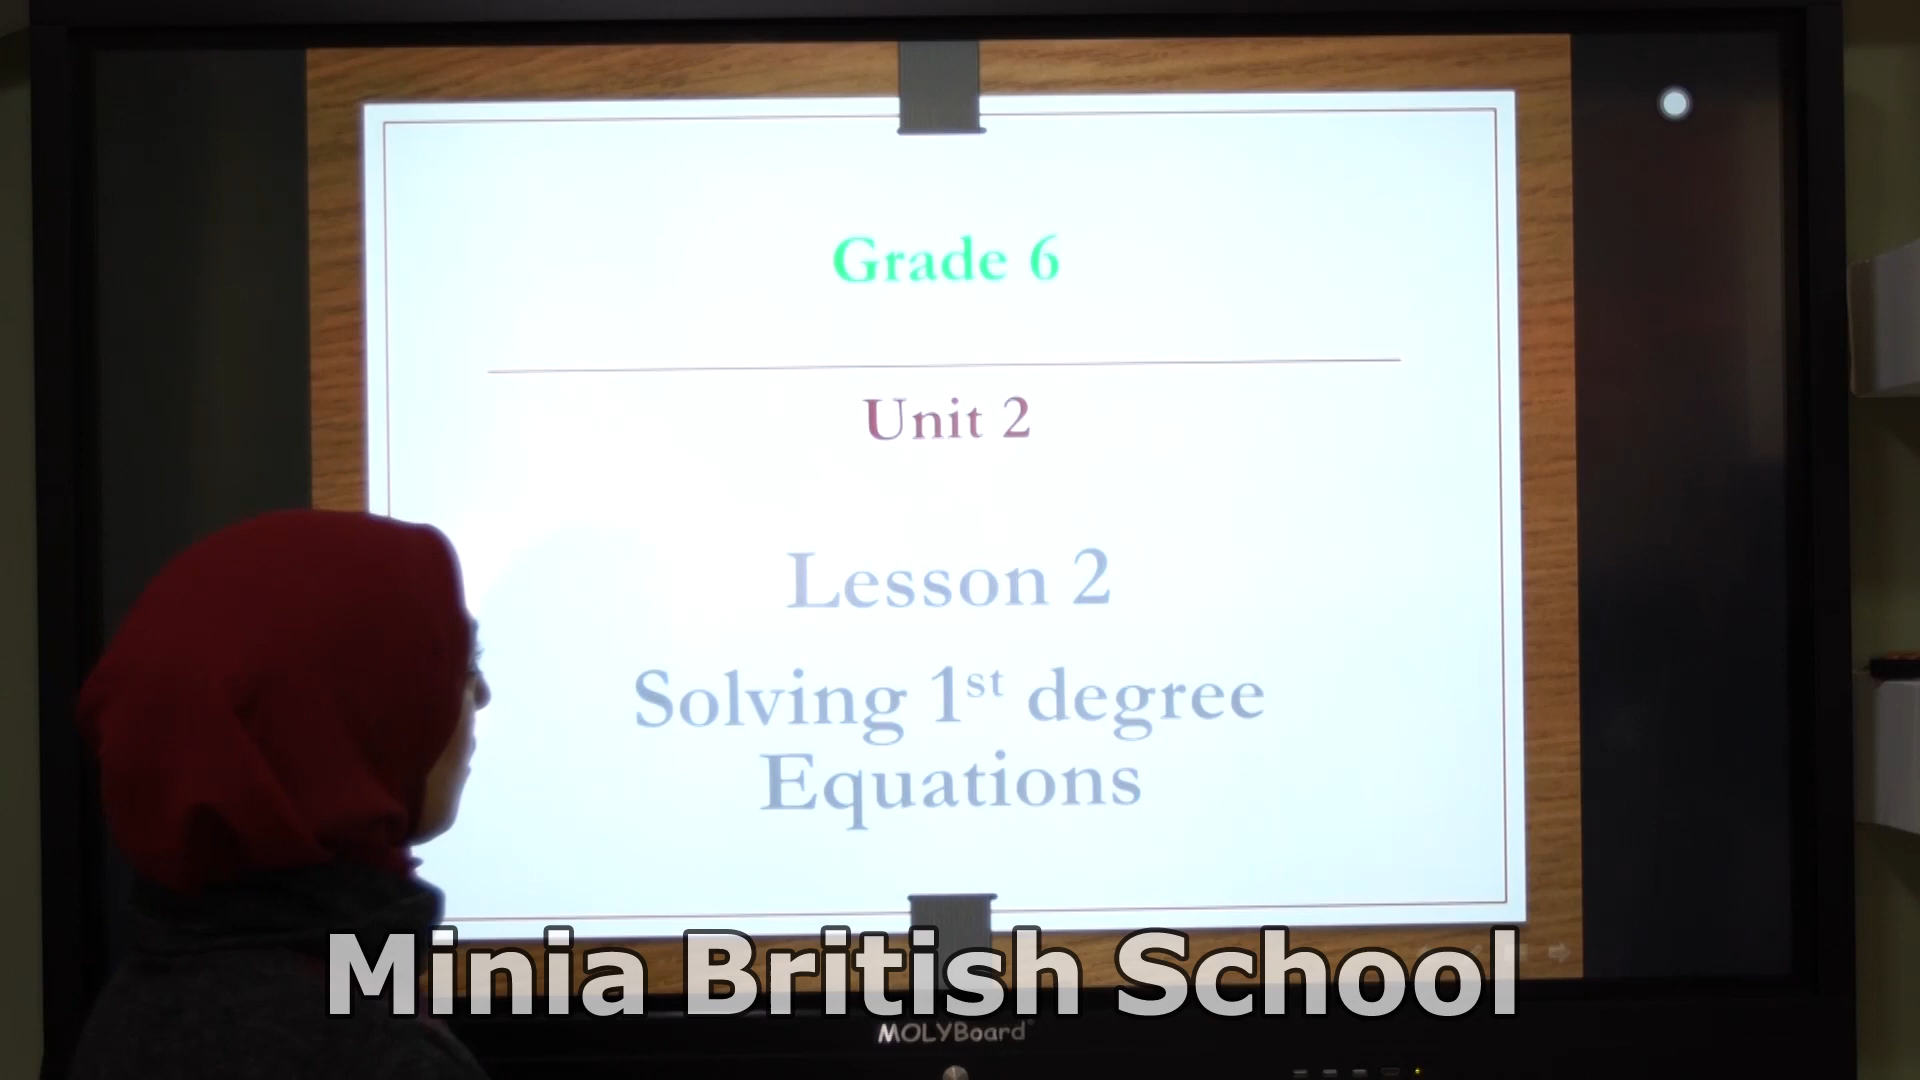 Grade 6
Unit 2
Lesson 2
Solving 1st degree
Equations
Minia British School
MOLYBoard